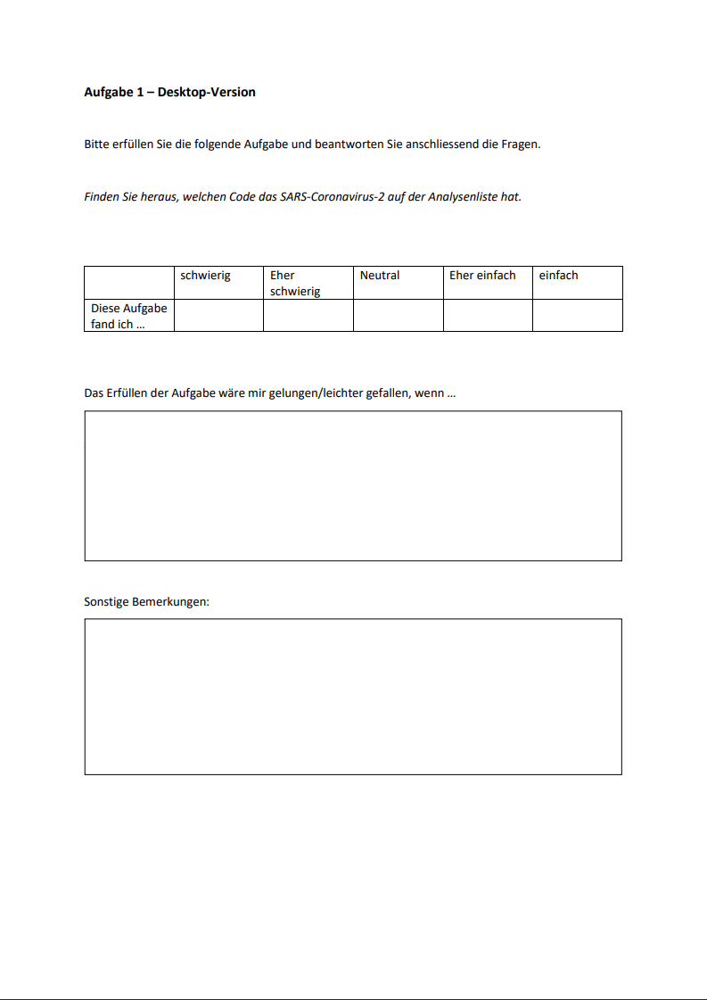 Aufgabe 1 – Desktop-Version
Bitte erfüllen Sie die folgende Aufgabe und beantworten Sie anschliessend die Fragen.
Finden Sie heraus, welchen Code das SARS-Coronavirus-2 auf der Analysenliste hat.
schwierig Eher schwierig Neutral Eher einfach einfach
Diese Aufgabe fand ich …
Das Erfüllen der Aufgabe wäre mir gelungen/leichter gefallen, wenn …
Sonstige Bemerkungen: